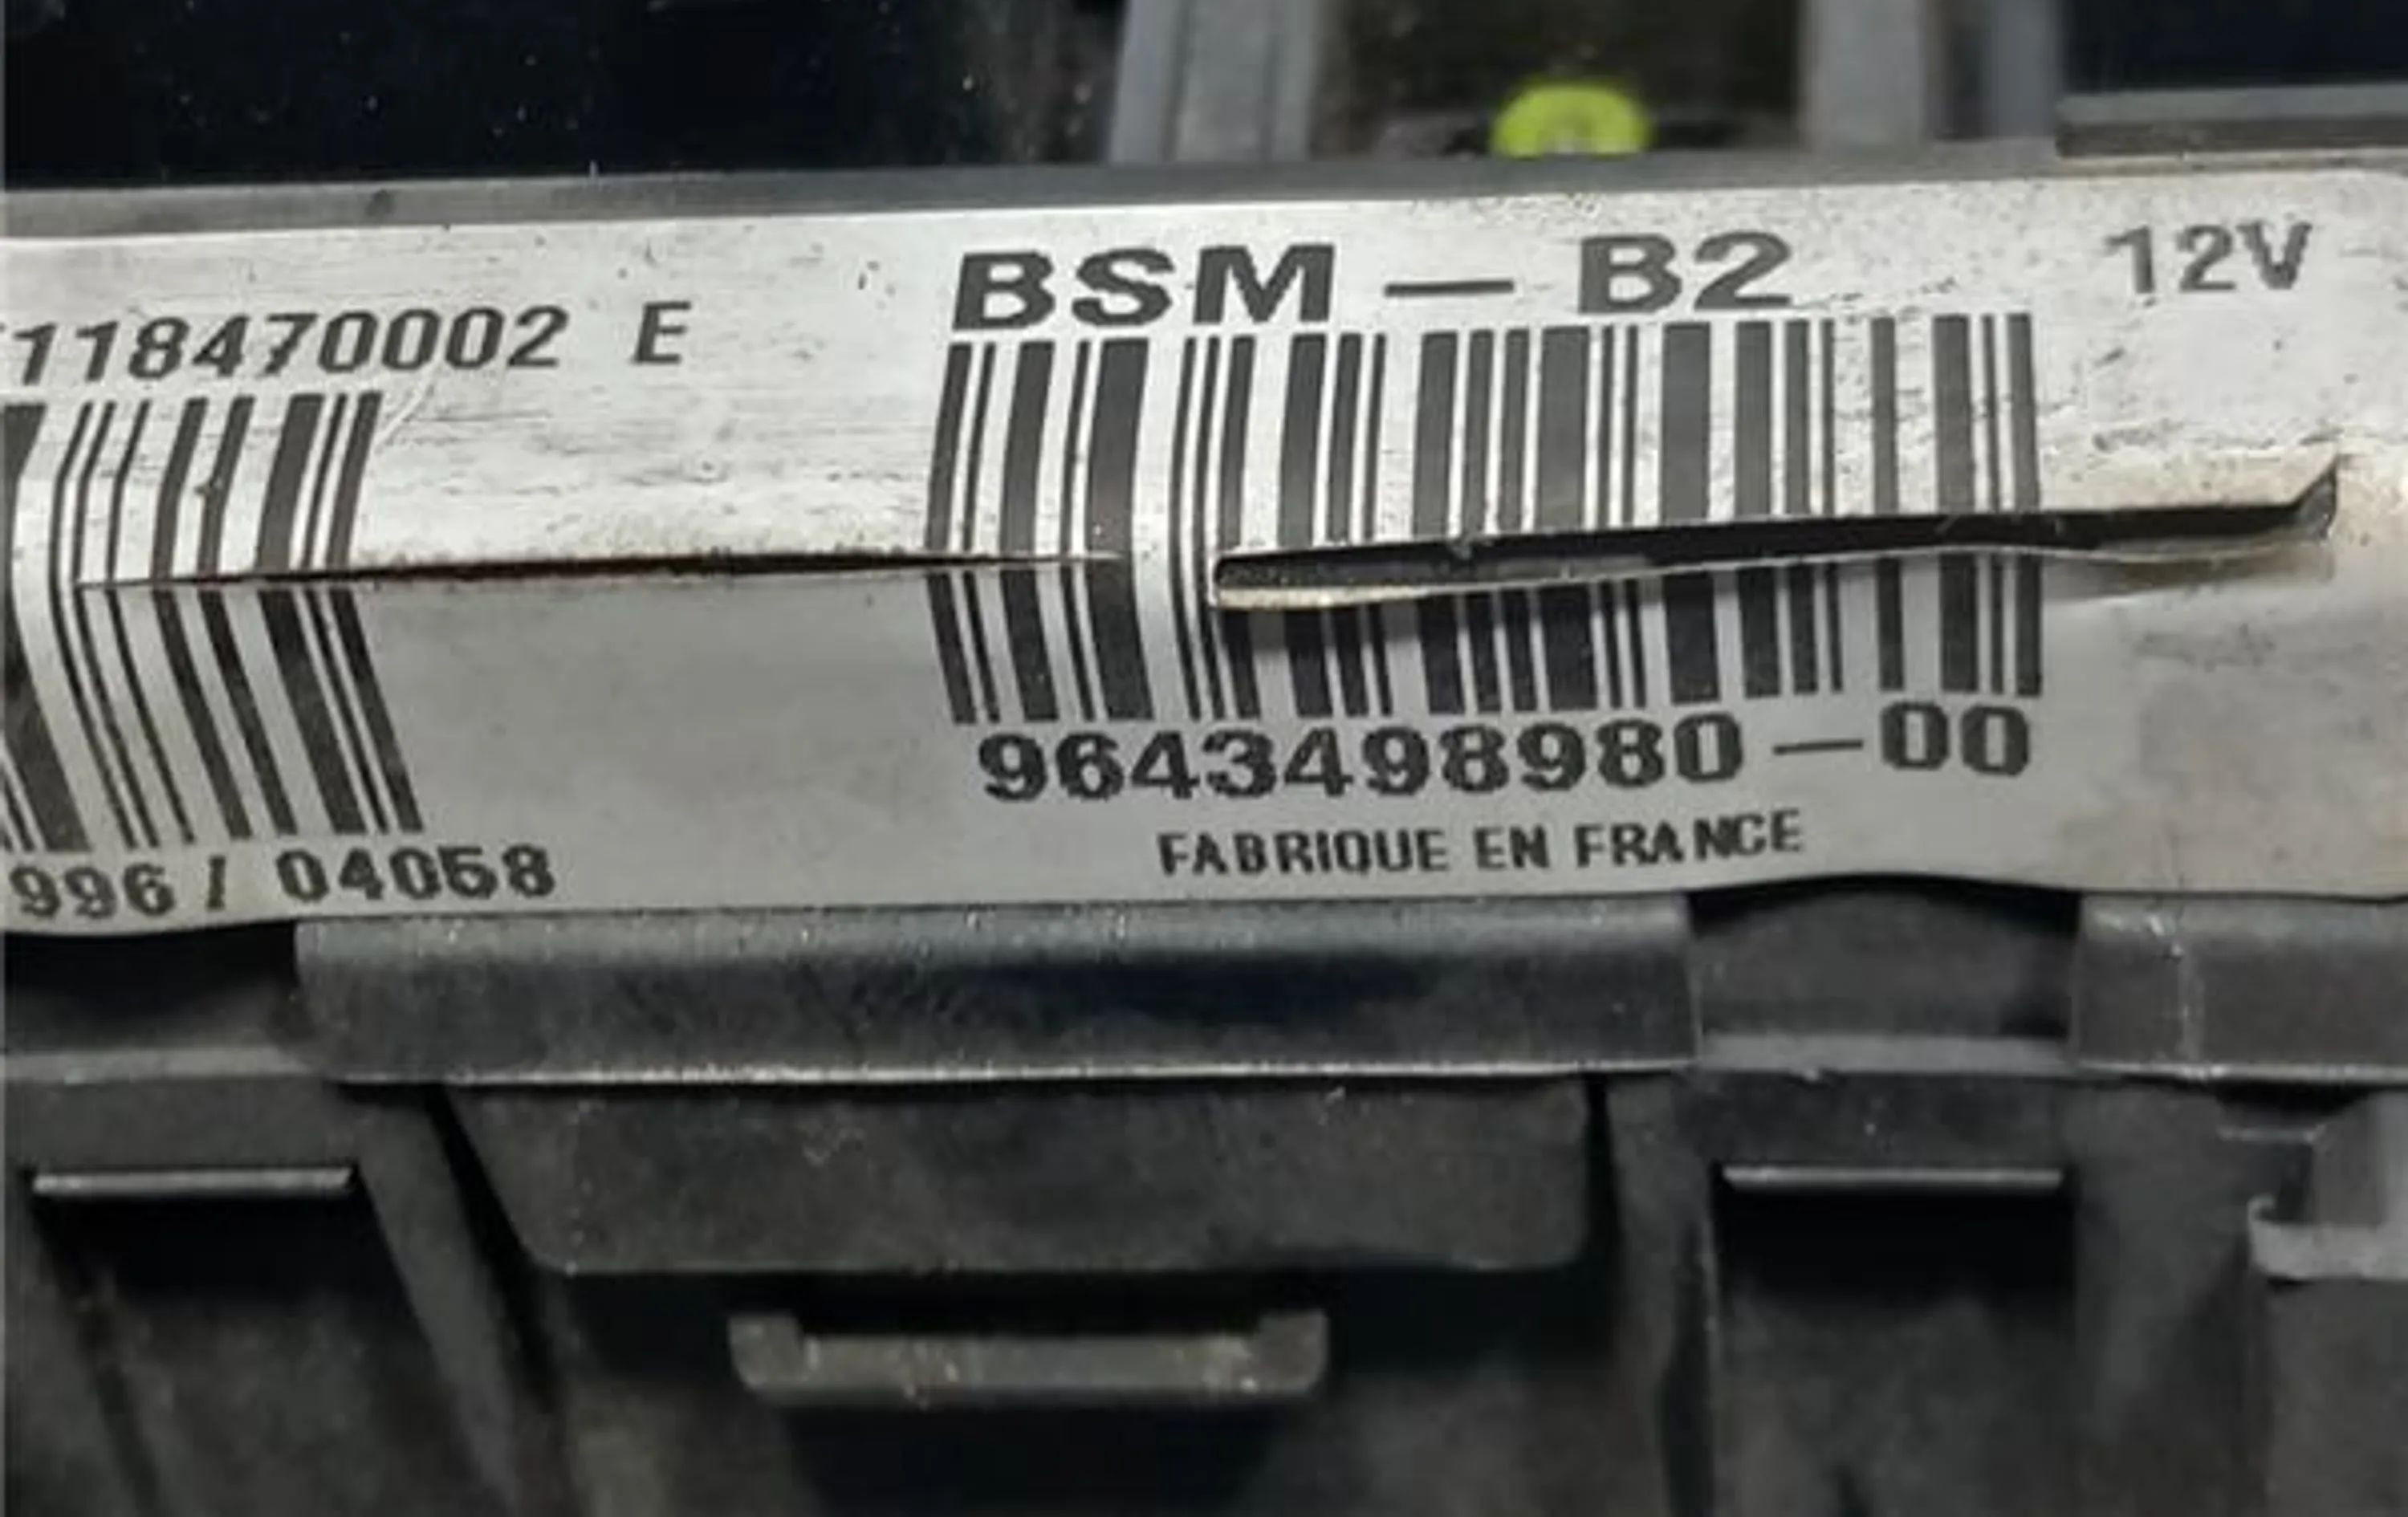 118470002 E
996 / 04058
BSM — B2
12V
9643498980—00
FABRIQUE EN FRANCE